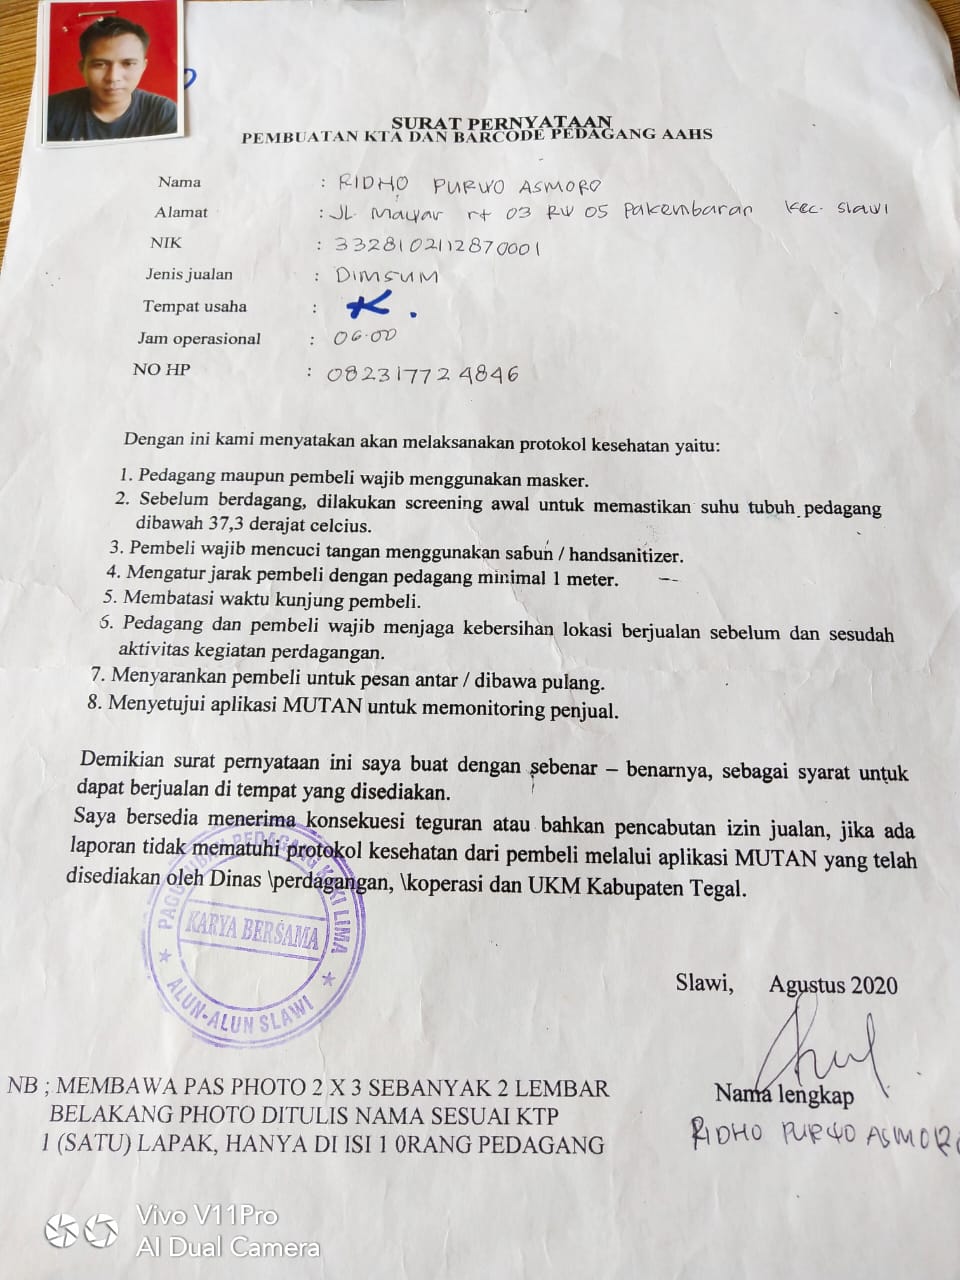 SURAT PERNYATAAN
PEMBUATAN KTA DAN BARCODE PEDAGANG AAHS
Nama : RIDHO PURWO ASMORO
Alamat : JL. Mawar rt 03 RW 05 Pakembaran Kec. Slawi
NIK : 3328102112870001
Jenis jualan : DIMSUM
Tempat usaha : K.
Jam operasional : 06.00
NO HP : 082317724846
Dengan ini kami menyatakan akan melaksanakan protokol kesehatan yaitu:
1. Pedagang maupun pembeli wajib menggunakan masker.
2. Sebelum berdagang, dilakukan screening awal untuk memastikan suhu tubuh pedagang
dibawah 37,3 derajat celcius.
3. Pembeli wajib mencuci tangan menggunakan sabun / handsanitizer.
4. Mengatur jarak pembeli dengan pedagang minimal 1 meter.
5. Membatasi waktu kunjung pembeli.
6. Pedagang dan pembeli wajib menjaga kebersihan lokasi berjualan sebelum dan sesudah
aktivitas kegiatan perdagangan.
7. Menyarankan pembeli untuk pesan antar / dibawa pulang.
8. Menyetujui aplikasi MUTAN untuk memonitoring penjual.
Demikian surat pernyataan ini saya buat dengan sebenar – benarnya, sebagai syarat untuk
dapat berjualan di tempat yang disediakan.
Saya bersedia menerima konsekuesi teguran atau bahkan pencabutan izin jualan, jika ada
laporan tidak mematuhi protokol kesehatan dari pembeli melalui aplikasi MUTAN yang telah
disediakan oleh Dinas \perdagangan, \koperasi dan UKM Kabupaten Tegal.
PAGUYUBAN PEDAGANG KAKI LIMA
KARYA BERSAMA
ALUN-ALUN SLAWI
Slawi, Agustus 2020
Nama lengkap
RIDHO PURWO ASMORO
NB ; MEMBAWA PAS PHOTO 2 X 3 SEBANYAK 2 LEMBAR
BELAKANG PHOTO DITULIS NAMA SESUAI KTP
1 (SATU) LAPAK, HANYA DI ISI 1 0RANG PEDAGANG
Vivo V11Pro
AI Dual Camera